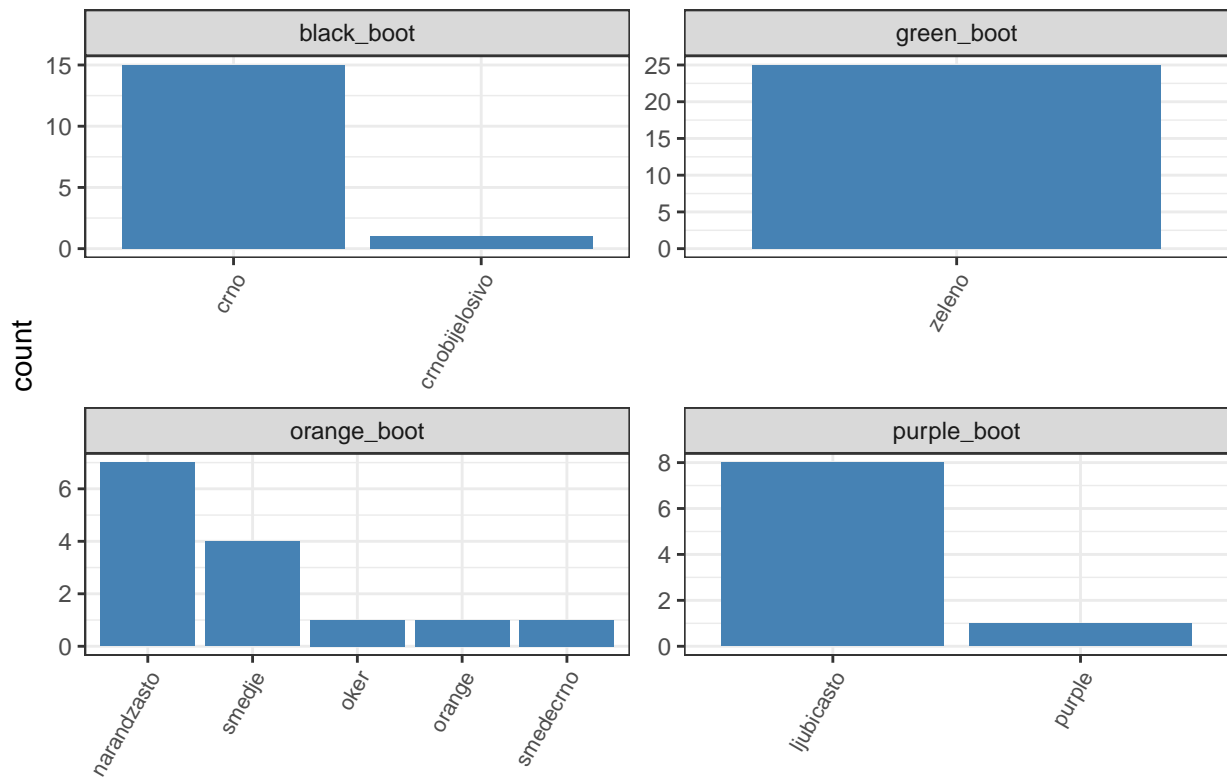 black_boot
green_boot
15
10
5
0
25
20
15
10
5
0
crno
crnobijelosivo
zeleno
count
orange_boot
purple_boot
6
4
2
0
8
6
4
2
0
narandzasto
smedje
oker
orange
smedecrno
ljubicasto
purple